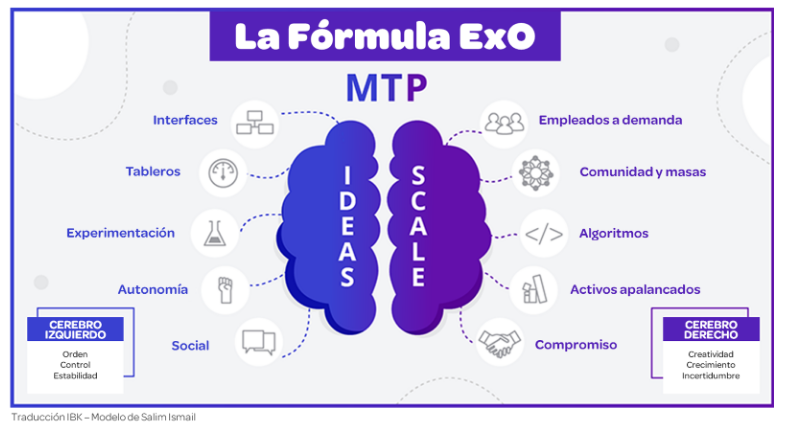 La Fórmula ExO
MTP
Interfaces
Tableros
Experimentación
Autonomía
Social
IDEAS
SCALE
Empleados a demanda
Comunidad y masas
</>
Algoritmos
Activos apalancados
Compromiso
CEREBRO
IZQUIERDO
Orden
Control
Estabilidad
CEREBRO
DERECHO
Creatividad
Crecimiento
Incertidumbre
Traducción IBK – Modelo de Salim Ismail